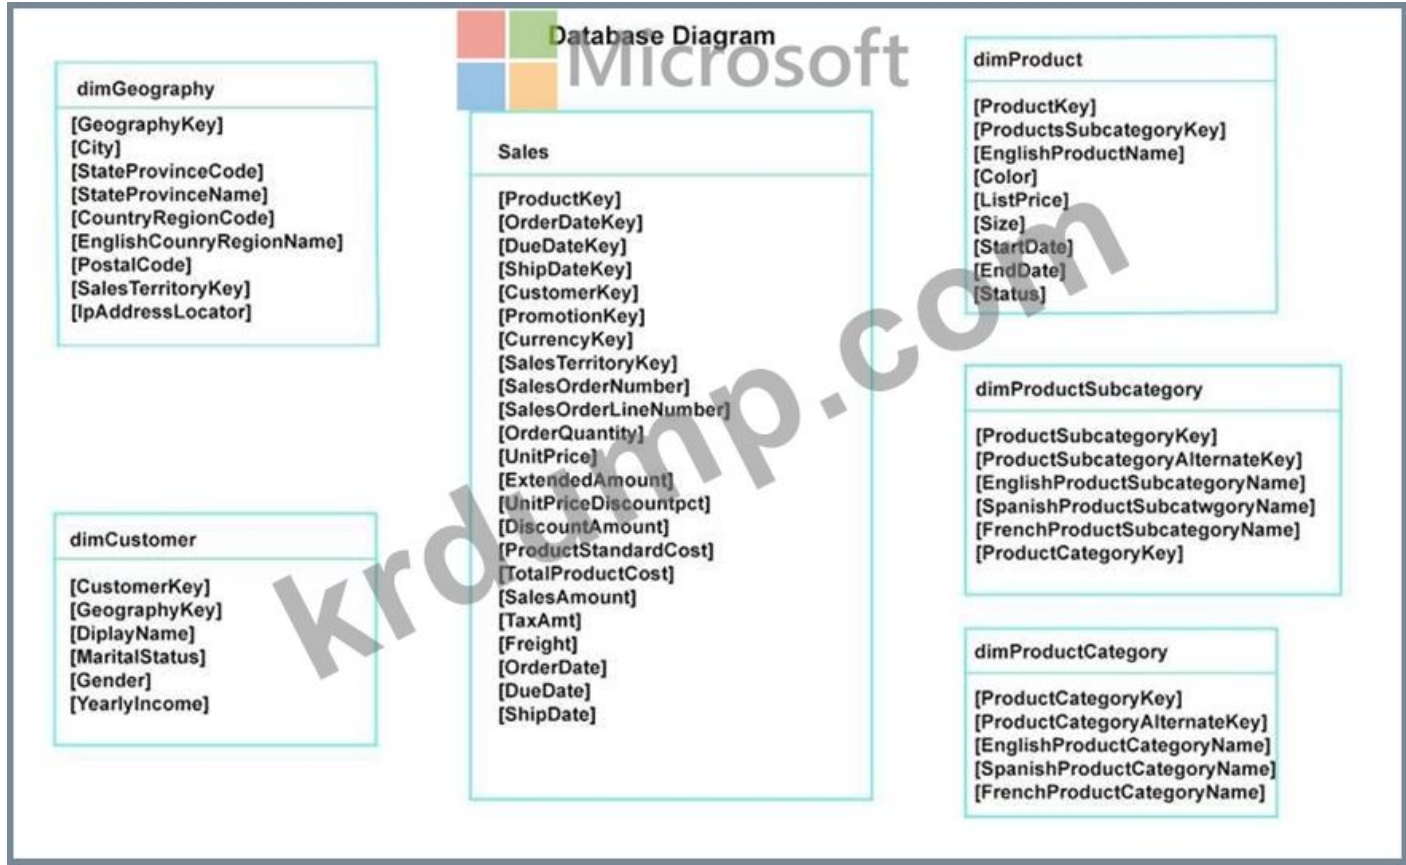 Database Diagram
Microsoft
dimGeography
[GeographyKey]
[City]
[StateProvinceCode]
[StateProvinceName]
[CountryRegionCode]
[EnglishCounryRegionName]
[PostalCode]
[SalesTerritoryKey]
[IpAddressLocator]
dimCustomer
[CustomerKey]
[GeographyKey]
[DiplayName]
[MaritalStatus]
[Gender]
[YearlyIncome]
Sales
[ProductKey]
[OrderDateKey]
[DueDateKey]
[ShipDateKey]
[CustomerKey]
[PromotionKey]
[CurrencyKey]
[SalesTerritoryKey]
[SalesOrderNumber]
[SalesOrderLineNumber]
[OrderQuantity]
[UnitPrice]
[ExtendedAmount]
[UnitPriceDiscountpct]
[DiscountAmount]
[ProductStandardCost]
[TotalProductCost]
[SalesAmount]
[TaxAmt]
[Freight]
[OrderDate]
[DueDate]
[ShipDate]
dimProduct
[ProductKey]
[ProductsSubcategoryKey]
[EnglishProductName]
[Color]
[ListPrice]
[Size]
[StartDate]
[EndDate]
[Status]
dimProductSubcategory
[ProductSubcategoryKey]
[ProductSubcategoryAlternateKey]
[EnglishProductSubcategoryName]
[SpanishProductSubcatwgoryName]
[FrenchProductSubcategoryName]
[ProductCategoryKey]
dimProductCategory
[ProductCategoryKey]
[ProductCategoryAlternateKey]
[EnglishProductCategoryName]
[SpanishProductCategoryName]
[FrenchProductCategoryName]
krdump.com